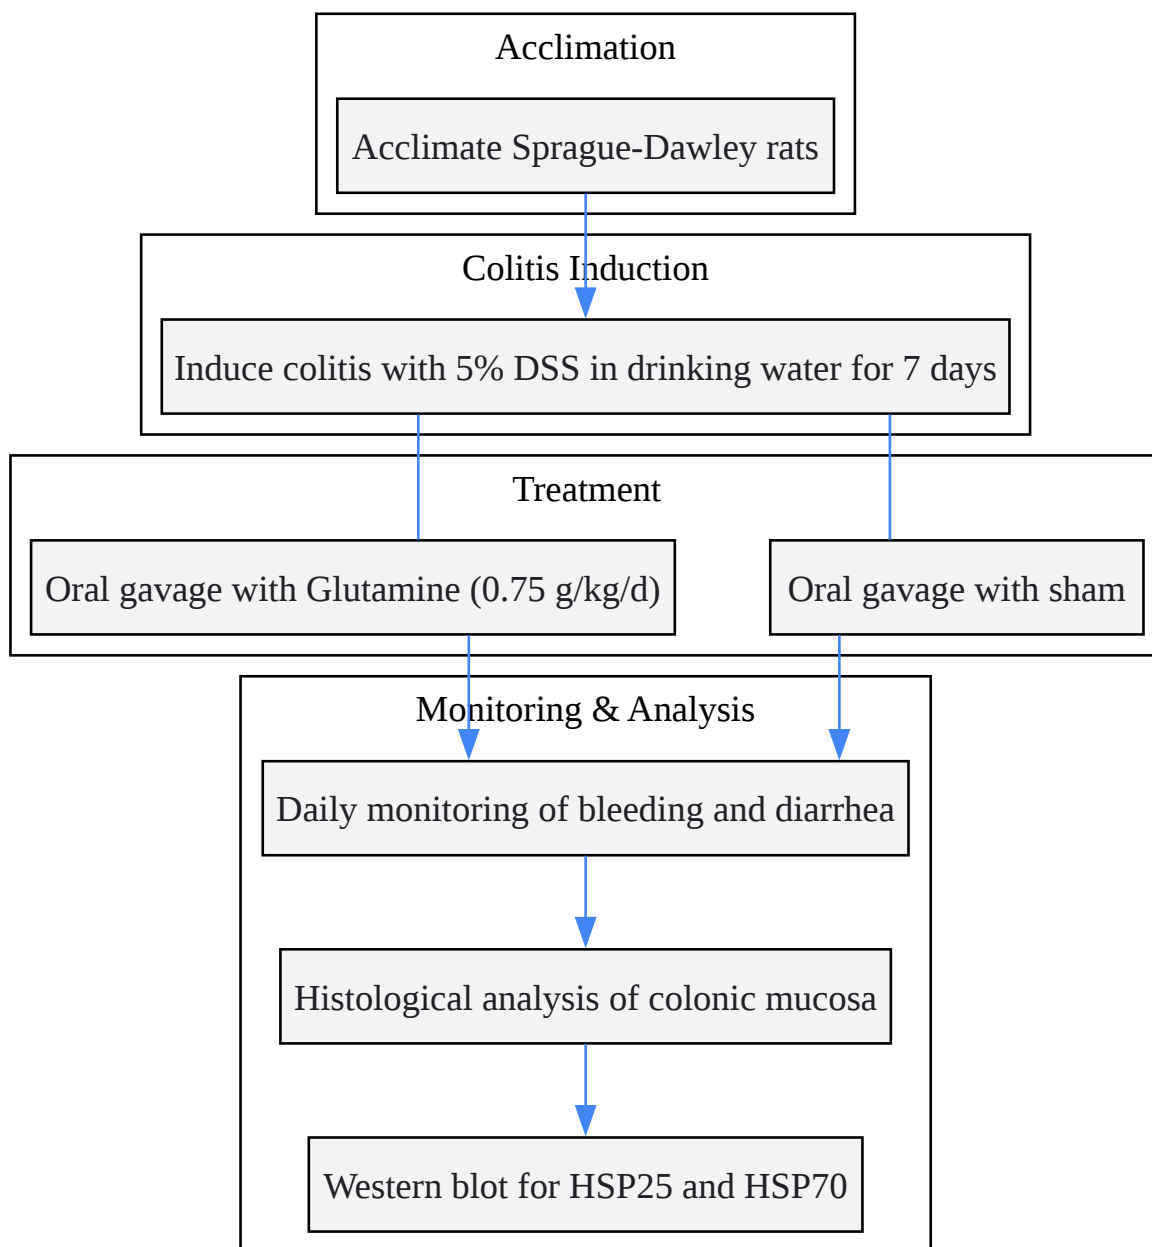 Acclimation
Acclimate Sprague-Dawley rats
Colitis Induction
Induce colitis with 5% DSS in drinking water for 7 days
Treatment
Oral gavage with Glutamine (0.75 g/kg/d)
Oral gavage with sham
Monitoring & Analysis
Daily monitoring of bleeding and diarrhea
Histological analysis of colonic mucosa
Western blot for HSP25 and HSP70